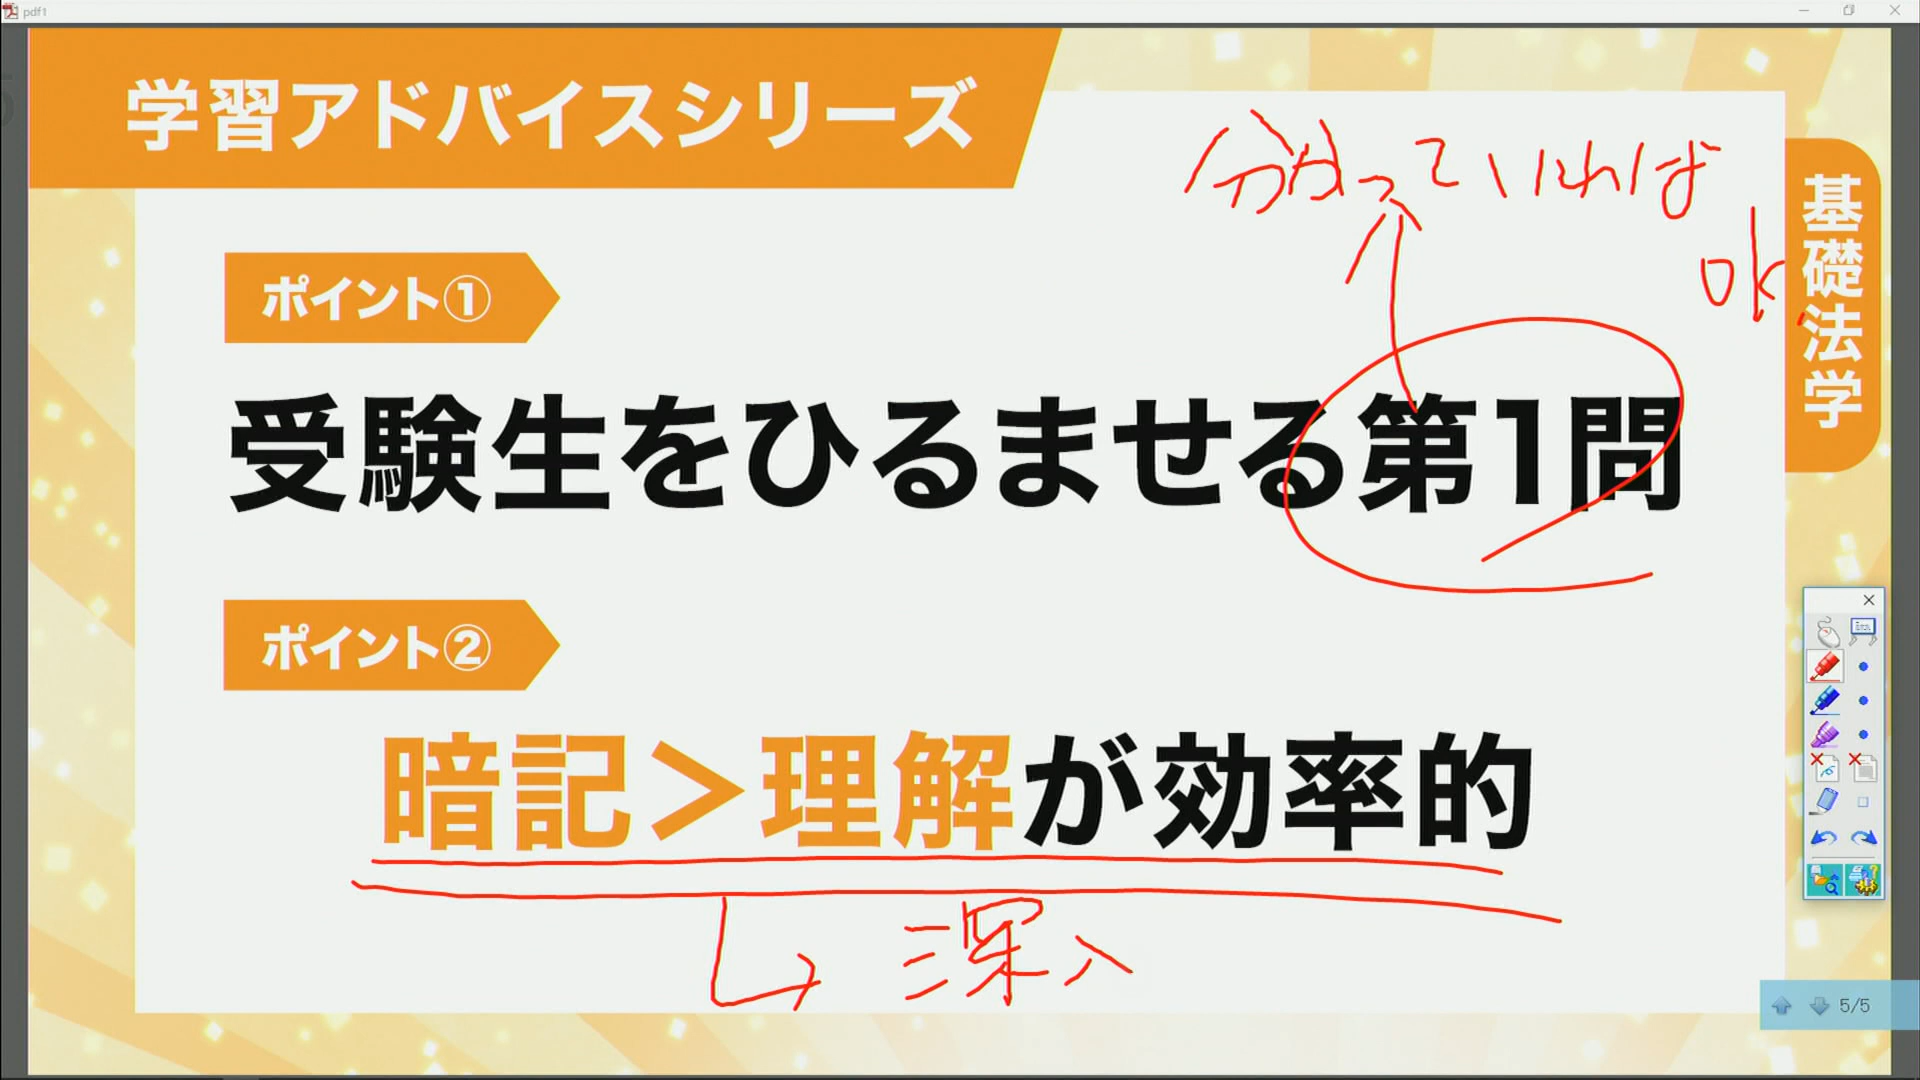 pdf1
学習アドバイスシリーズ
分かっていれば
ok
基礎法学
ポイント①
受験生をひるませる第1問
ポイント②
暗記>理解が効率的
深入
5/5